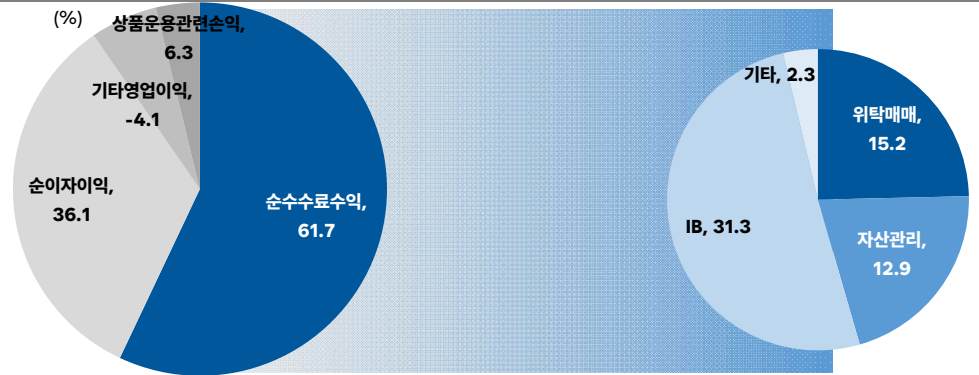 (%)
상품운용관련손익,
6.3
기타영업이익,
-4.1
순이자이익,
36.1
순수수료수익,
61.7
기타, 2.3
위탁매매,
15.2
IB, 31.3
자산관리,
12.9